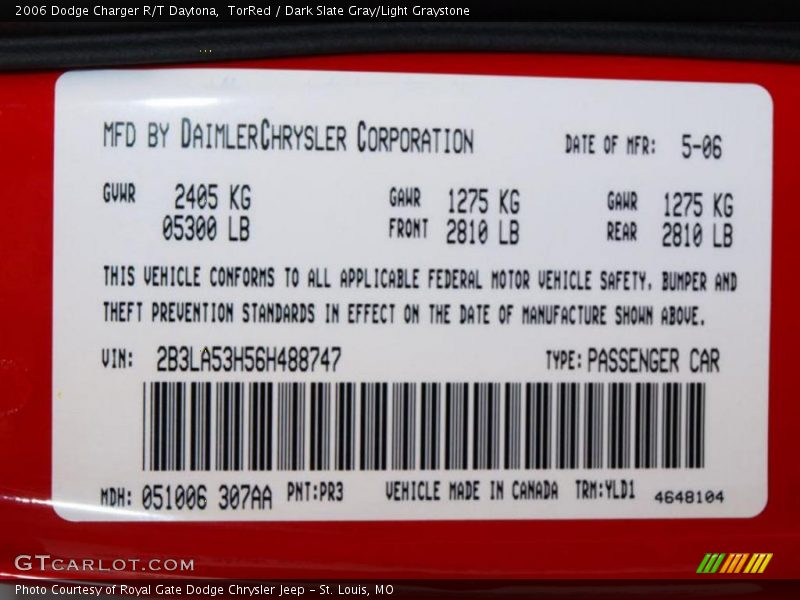 2006 Dodge Charger R/T Daytona,  TorRed / Dark Slate Gray/Light Graystone
MFD BY DAIMLERCHRYSLER CORPORATION DATE OF MFR: 5-06
GVWR 2405 KG GAWR 1275 KG GAWR 1275 KG
05300 LB FRONT 2810 LB REAR 2810 LB
THIS VEHICLE CONFORMS TO ALL APPLICABLE FEDERAL MOTOR VEHICLE SAFETY, BUMPER AND
THEFT PREVENTION STANDARDS IN EFFECT ON THE DATE OF MANUFACTURE SHOWN ABOVE.
VIN: 2B3LA53H56H488747 TYPE: PASSENGER CAR
MDH: 051006 307AA PNT:PR3 VEHICLE MADE IN CANADA TRM:YLD1 4648104
GTCARLOT.COM
Photo Courtesy of Royal Gate Dodge Chrysler Jeep - St. Louis, MO